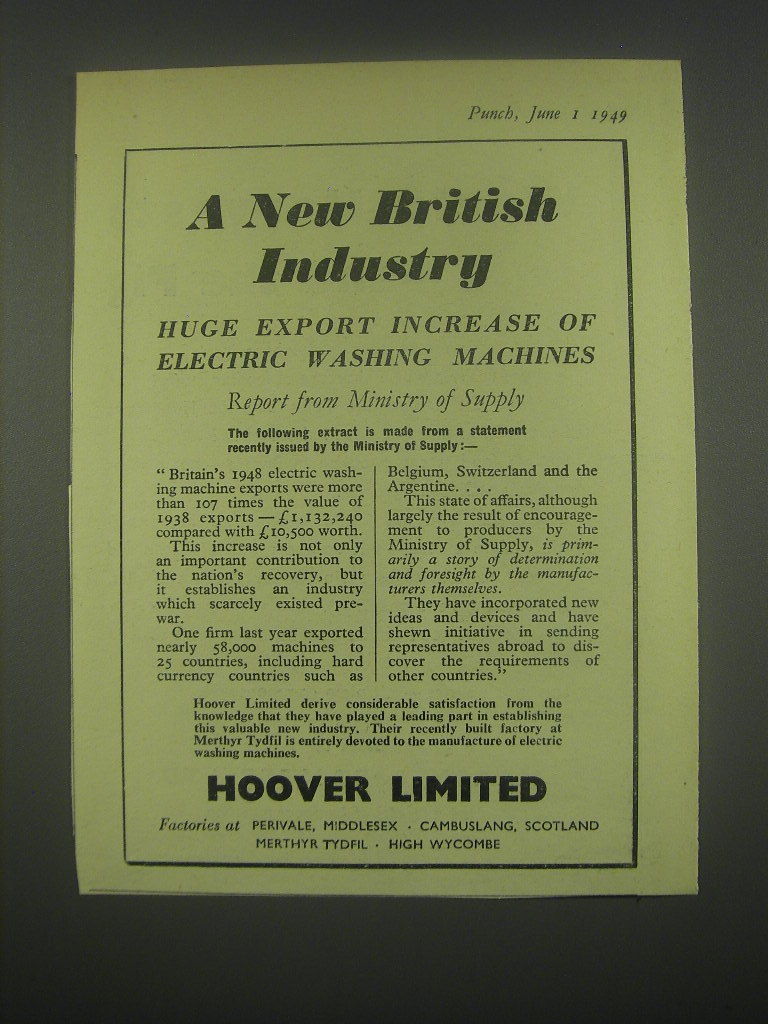 Punch, June 1 1949
A New British
Industry
HUGE EXPORT INCREASE OF
ELECTRIC WASHING MACHINES
Report from Ministry of Supply
The following extract is made from a statement
recently issued by the Ministry of Supply:—
“ Britain's 1948 electric wash-
ing machine exports were more
than 107 times the value of
1938 exports — £1,132,240
compared with £10,500 worth.
This increase is not only
an important contribution to
the nation's recovery, but
it establishes an industry
which scarcely existed pre-
war.
One firm last year exported
nearly 58,000 machines to
25 countries, including hard
currency countries such as
Belgium, Switzerland and the
Argentine. . . .
This state of affairs, although
largely the result of encourage-
ment to producers by the
Ministry of Supply, is prim-
arily a story of determination
and foresight by the manufac-
turers themselves.
They have incorporated new
ideas and devices and have
shewn initiative in sending
representatives abroad to dis-
cover the requirements of
other countries.”
Hoover Limited derive considerable satisfaction from the
knowledge that they have played a leading part in establishing
this valuable new industry. Their recently built factory at
Merthyr Tydfil is entirely devoted to the manufacture of electric
washing machines.
HOOVER LIMITED
Factories at PERIVALE, MIDDLESEX · CAMBUSLANG, SCOTLAND
MERTHYR TYDFIL · HIGH WYCOMBE